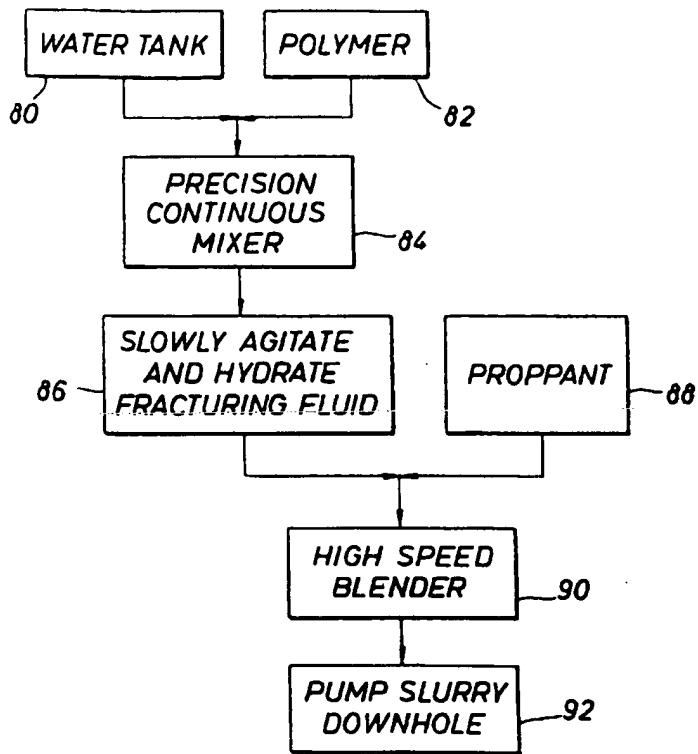 WATER TANK
POLYMER
80
82
PRECISION
CONTINUOUS
MIXER
84
SLOWLY AGITATE
AND HYDRATE
FRACTURING FLUID
86
PROPPANT
88
HIGH SPEED
BLENDER
90
PUMP SLURRY
DOWNHOLE
92